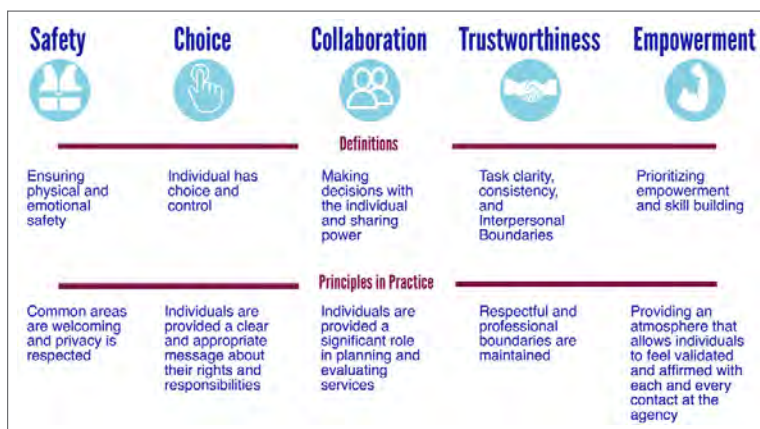 Safety
Choice
Collaboration
Trustworthiness
Empowerment
Definitions
Ensuring
physical and
emotional
safety
Individual has
choice and
control
Making
decisions with
the individual
and sharing
power
Task clarity,
consistency,
and
Interpersonal
Boundaries
Prioritizing
empowerment
and skill building
Principles in Practice
Common areas
are welcoming
and privacy is
respected
Individuals are
provided a clear
and appropriate
message about
their rights and
responsibilities
Individuals are
provided a
significant role
in planning and
evaluating
services
Respectful and
professional
boundaries are
maintained
Providing an
atmosphere that
allows individuals
to feel validated
and affirmed with
each and every
contact at the
agency